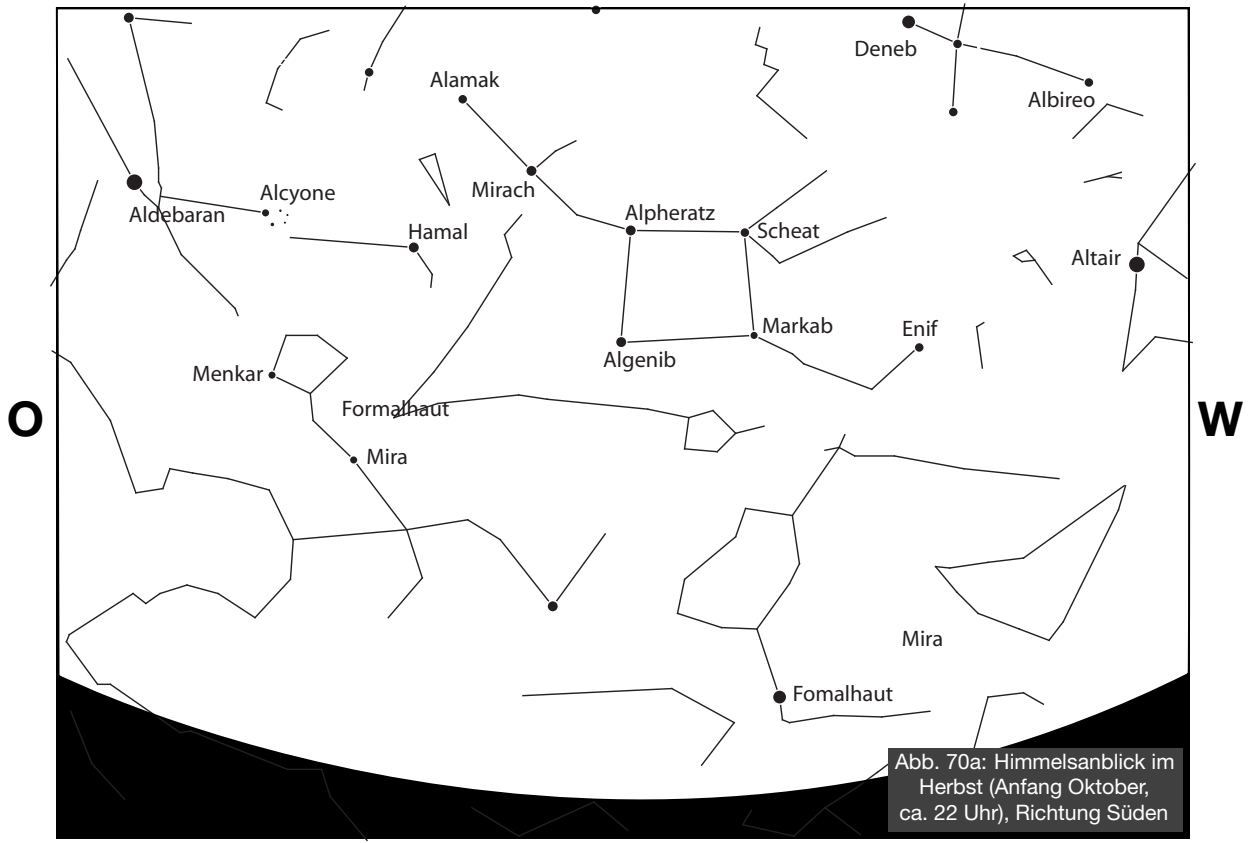 Deneb
Alamak
Albireo
Mirach
Alcyone
Aldebaran
Alpheratz
Hamal
Scheat
Altair
Markab
Enif
Algenib
Menkar
O
Formalhaut
W
Mira
Mira
Fomalhaut
Abb. 70a: Himmelsanblick im
Herbst (Anfang Oktober,
ca. 22 Uhr), Richtung Süden